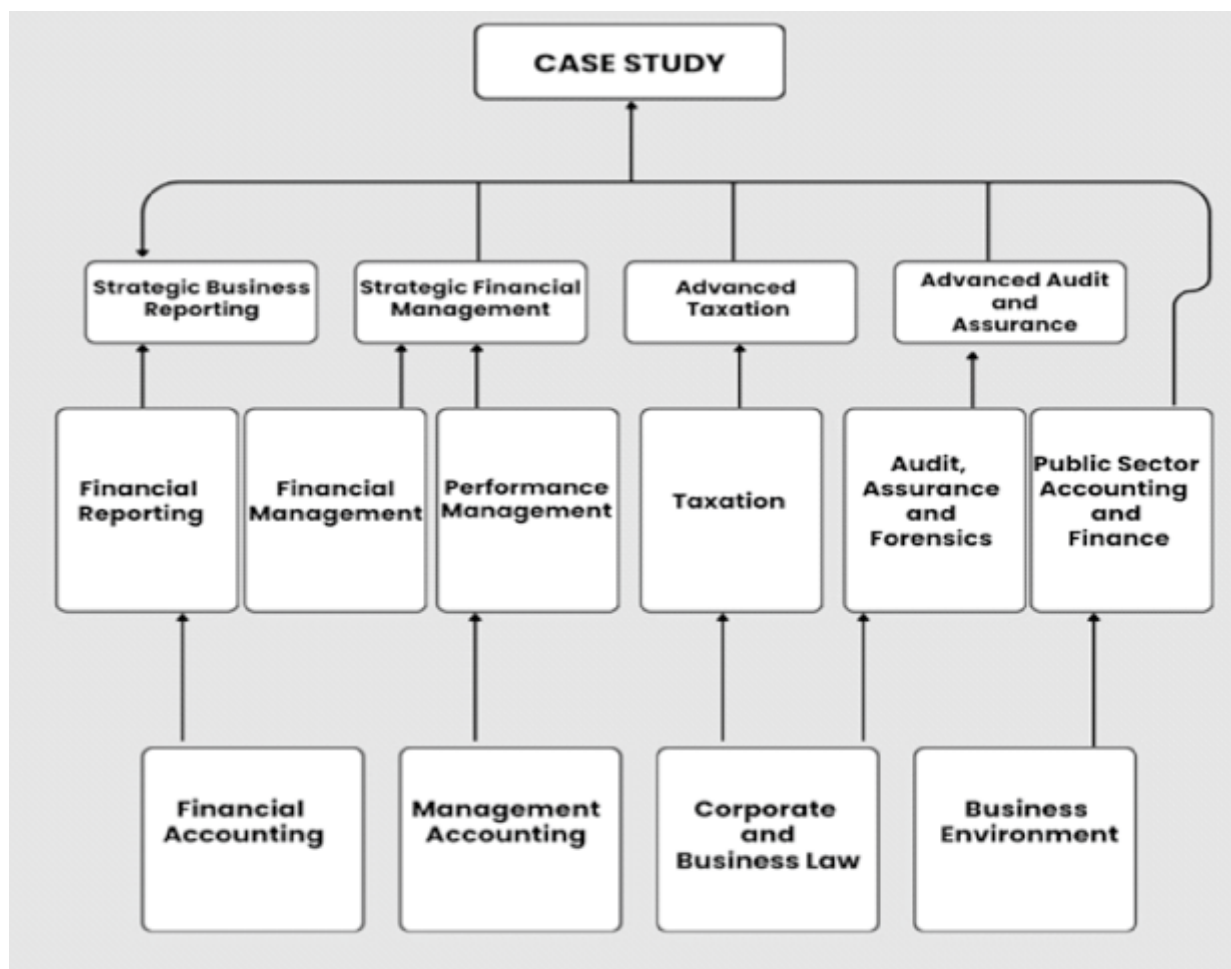 CASE STUDY
Strategic Business
Reporting
Strategic Financial
Management
Advanced
Taxation
Advanced Audit
and
Assurance
Financial
Reporting
Financial
Management
Performance
Management
Taxation
Audit,
Assurance
and
Forensics
Public Sector
Accounting
and
Finance
Financial
Accounting
Management
Accounting
Corporate
and
Business Law
Business
Environment